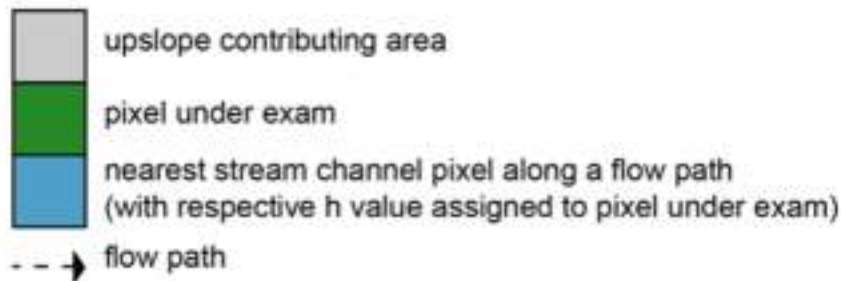 upslope contributing area
pixel under exam
nearest stream channel pixel along a flow path
(with respective h value assigned to pixel under exam)
flow path